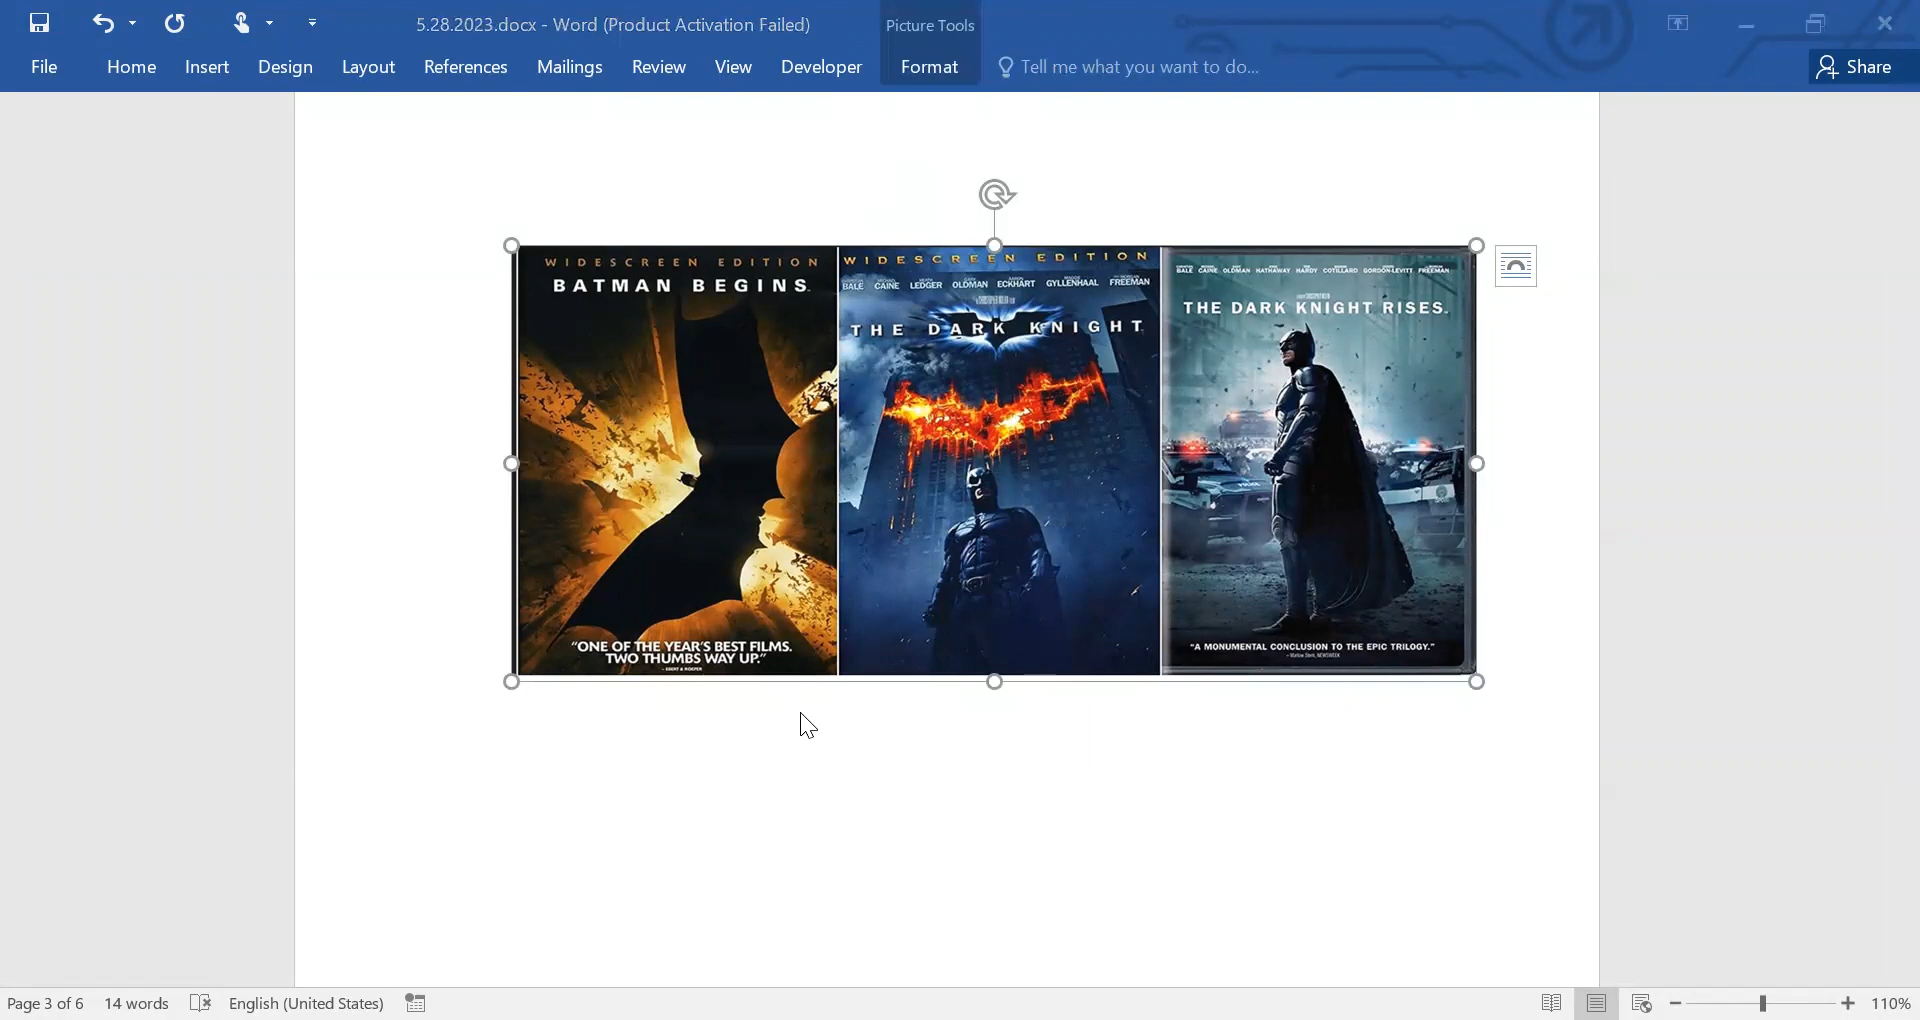 5.28.2023.docx - Word (Product Activation Failed)
Picture Tools
File Home Insert Design Layout References Mailings Review View Developer Format Tell me what you want to do... Share
WIDESCREEN EDITION
BATMAN BEGINS
"ONE OF THE YEAR'S BEST FILMS.
TWO THUMBS WAY UP."
- EBERT & ROEPER
WIDESCREEN EDITION
BALE CAINE LEDGER OLDMAN ECKHART GYLLENHAAL FREEMAN
THE DARK KNIGHT
BALE CAINE OLDMAN HATHAWAY HARDY COTILLARD GORDON-LEVITT FREEMAN
THE DARK KNIGHT RISES
"A MONUMENTAL CONCLUSION TO THE EPIC TRILOGY."
Page 3 of 6 14 words English (United States) 110%